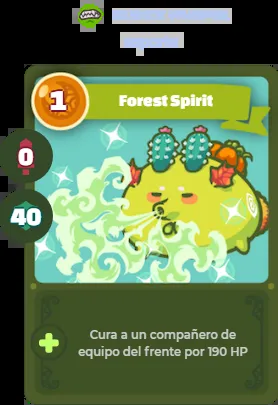 1
Forest Spirit
0
40
Cura a un compañero de
equipo del frente por 190 HP